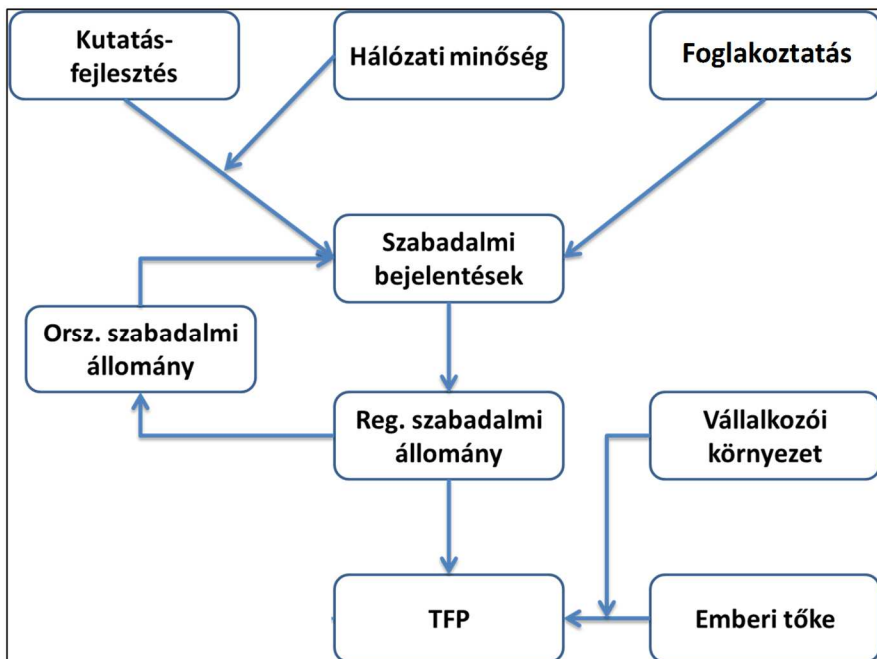 Kutatás-
fejlesztés
Hálózati minőség
Foglakoztatás
Szabadalmi
bejelentések
Orsz. szabadalmi
állomány
Reg. szabadalmi
állomány
Vállalkozói
környezet
TFP
Emberi tőke